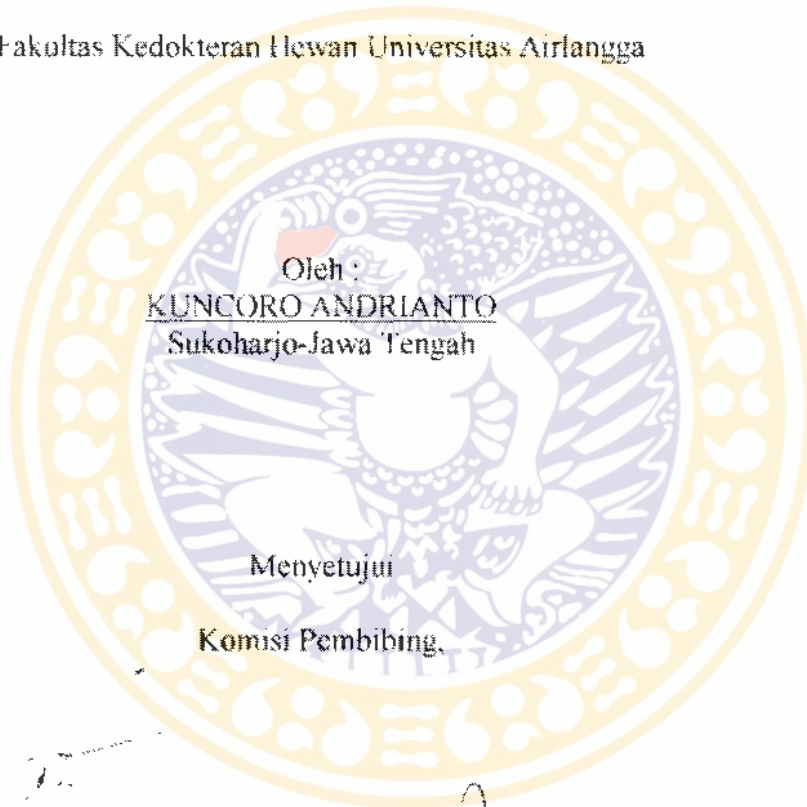 Fakultas Kedokteran Hewan Universitas Airlangga
Oleh :
KUNCORO ANDRIANTO
Sukoharjo-Jawa Tengah
Menyetujui
Komisi Pembibing,